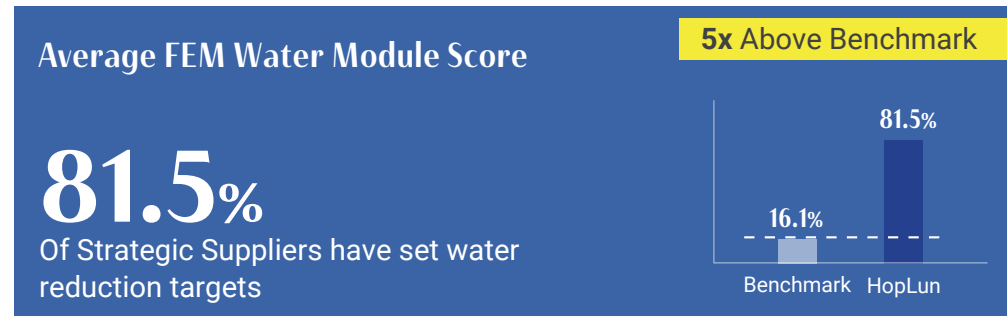 Average FEM Water Module Score
81.5%
Of Strategic Suppliers have set water
reduction targets
5x Above Benchmark
81.5%
16.1%
Benchmark HopLun